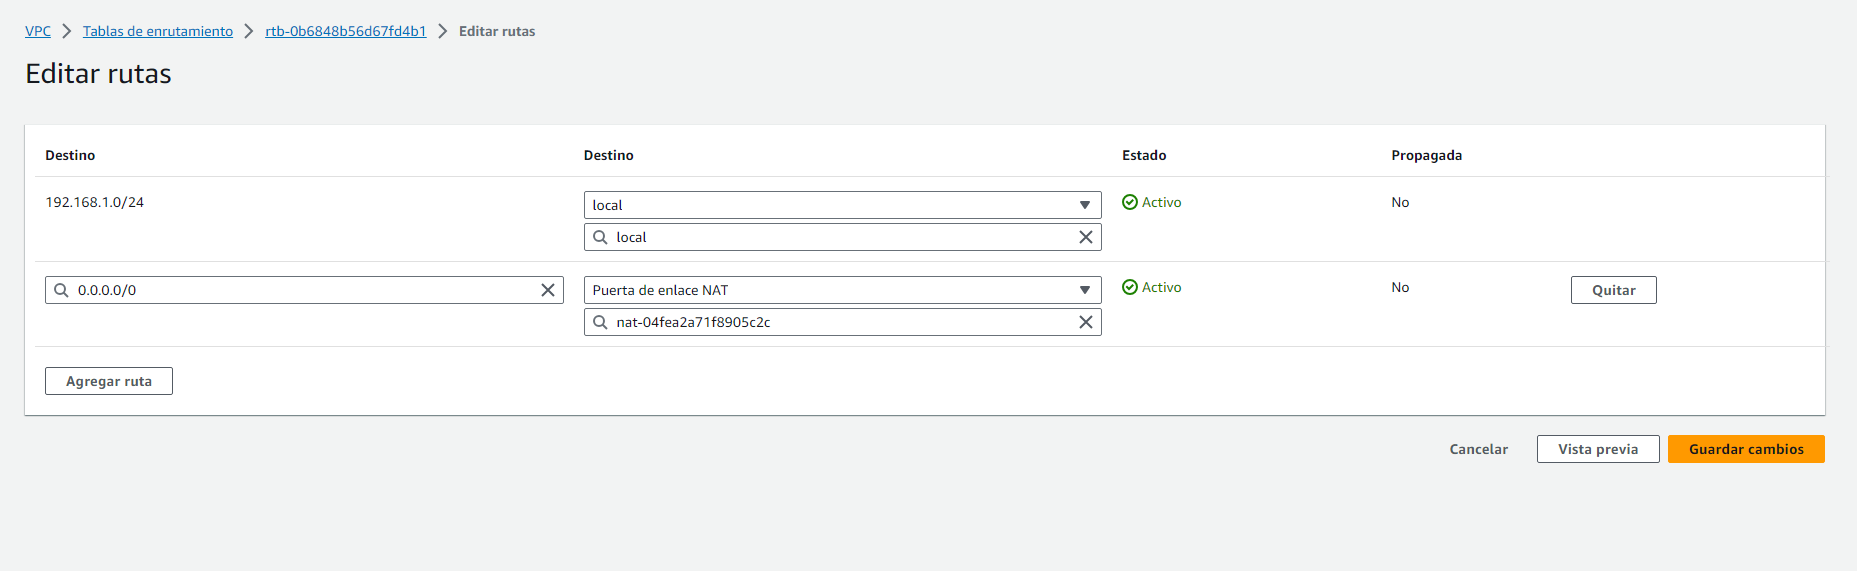 VPC > Tablas de enrutamiento > rtb-0b6848b56d67fd4b1 > Editar rutas
Editar rutas
Destino Destino Estado Propagada
192.168.1.0/24 local Activo No
local
0.0.0.0/0 Puerta de enlace NAT Activo No Quitar
nat-04fea2a71f8905c2c
Agregar ruta
Cancelar Vista previa Guardar cambios